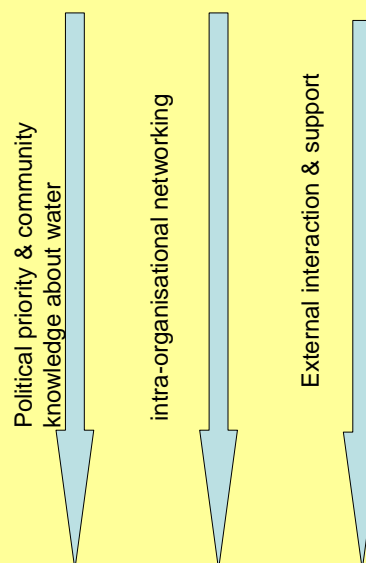 Political priority & community
knowledge about water
intra-organisational networking
External interaction & support